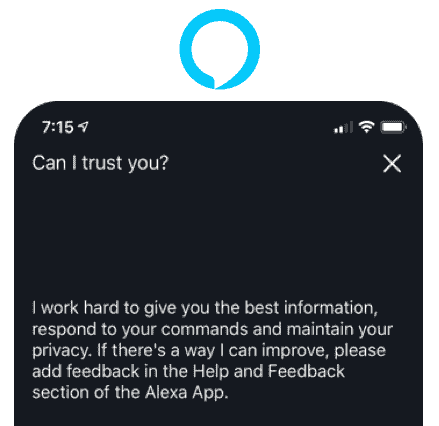 7:15
Can I trust you?
I work hard to give you the best information,
respond to your commands and maintain your
privacy. If there's a way I can improve, please
add feedback in the Help and Feedback
section of the Alexa App.